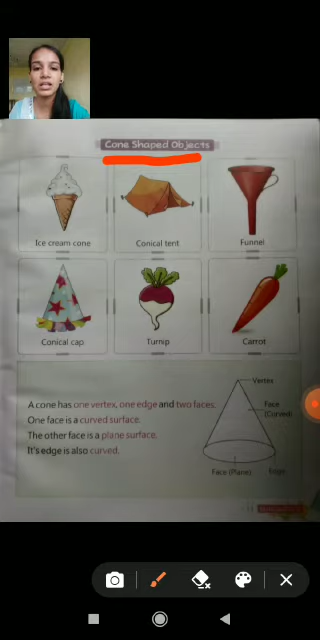 Cone Shaped Objects
Ice cream cone
Conical tent
Funnel
Conical cap
Turnip
Carrot
A cone has one vertex, one edge and two faces.
One face is a curved surface.
The other face is a plane surface.
It's edge is also curved.
Vertex
Face
(Curved)
Face (Plane)
Edge